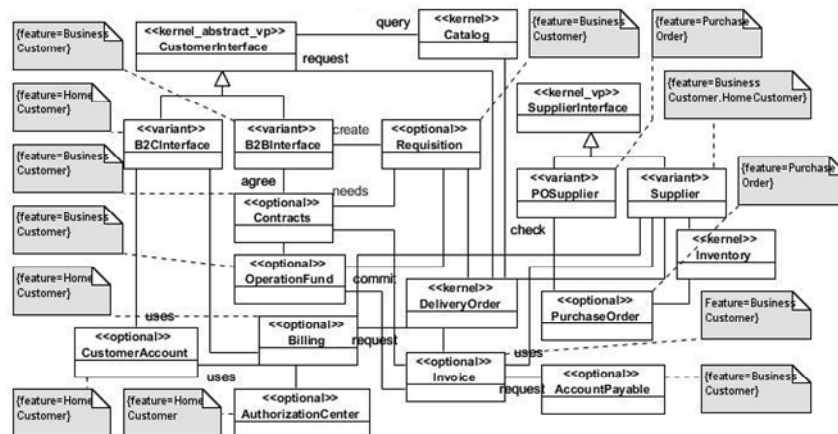 {feature=Business
Customer}
<<kernel_abstract_vp>>
CustomerInterface
query
request
<<kernel>>
Catalog
{feature=Business
Customer}
{feature=Purchase
Order}
{feature=Home
Customer}
<<kernel_vp>>
SupplierInterface
{feature=Business
Customer.HomeCustomer}
<<variant>>
B2CInterface
<<variant>>
B2BInterface
create
<<optional>>
Requisition
{feature=Business
Customer}
agree
needs
<<variant>>
POSupplier
<<variant>>
Supplier
{feature=Purchase
Order}
<<optional>>
Contracts
check
{feature=Business
Customer}
<<optional>>
OperationFund
commit
<<kernel>>
Inventory
{feature=Home
Customer}
uses
<<kernel>>
DeliveryOrder
<<optional>>
PurchaseOrder
Feature=Business
Customer}
<<optional>>
CustomerAccount
<<optional>>
Billing
request
<<optional>>
Invoice
uses
uses
request
<<optional>>
AccountPayable
{feature=Business
Customer}
{feature=Home
Customer}
{feature=Home
Customer
<<optional>>
AuthorizationCenter